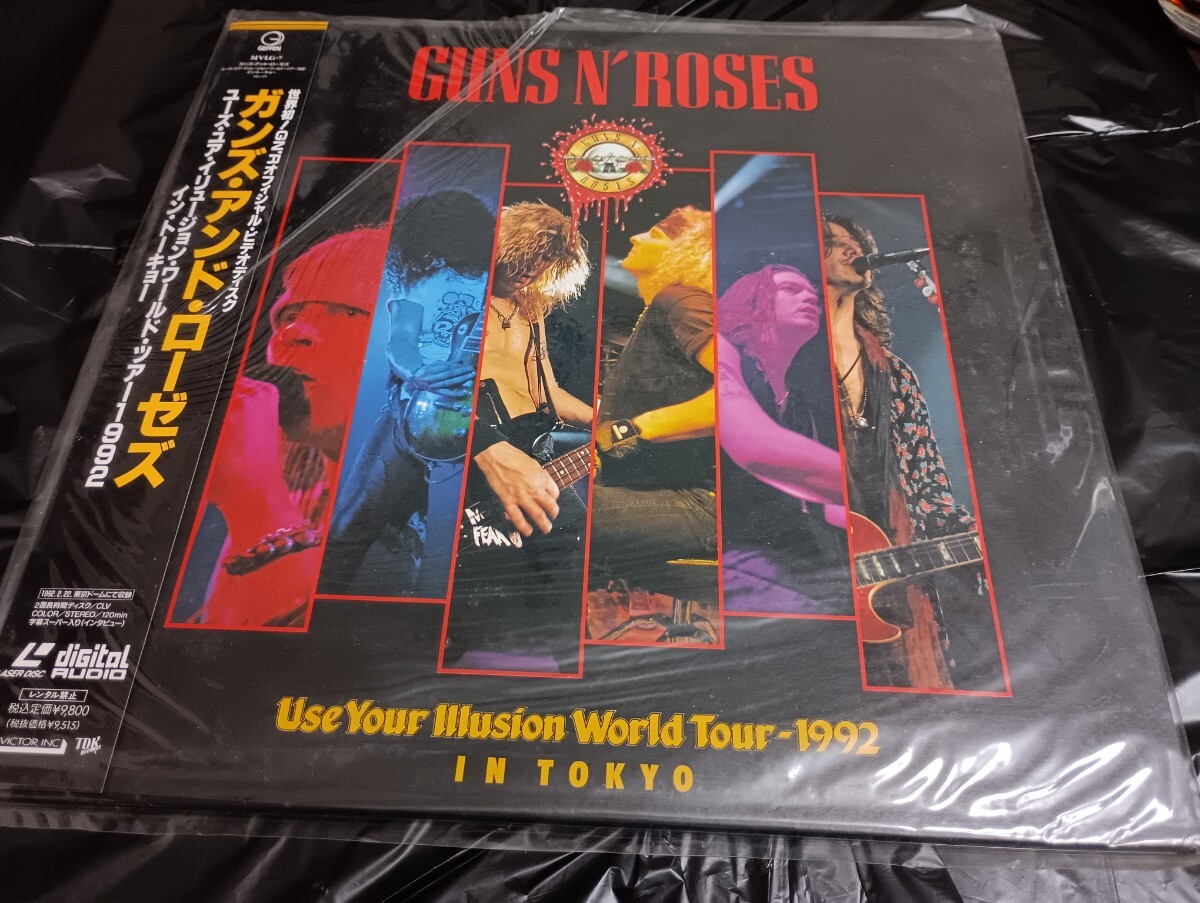 GEFFEN
MVLG-9
世界初！GN'Rオフィシャル・ビデオディスク
ガンズ・アンド・ローゼズ
ユーズ・ユア・イリュージョン・ワールド・ツアー1992
イン・トーキョー
1992.2.22.東京ドームにて収録
2面長時間ディスク/CLV
COLOR/STEREO/120min
字幕スーパー入り(インタビュー)
LASER DISC
digital
AUDIO
レンタル禁止
税込定価¥9,800
(税抜価格¥9,515)
VICTOR INC
TDK
GUNS N' ROSES
GUNS N'
ROSES
FEAR
Use Your Illusion World Tour-1992
IN TOKYO